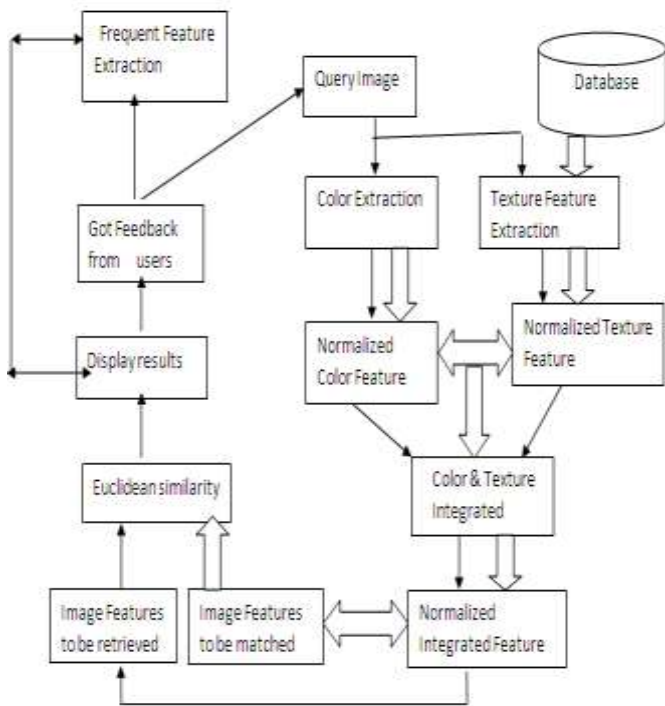 Frequent Feature
Extraction
Query Image
Database
Color Extraction
Texture Feature
Extraction
Got Feedback
from users
Normalized
Color Feature
Normalized Texture
Feature
Display results
Euclidean similarity
Color & Texture
Integrated
Image Features
to be retrieved
Image Features
to be matched
Normalized
Integrated Feature